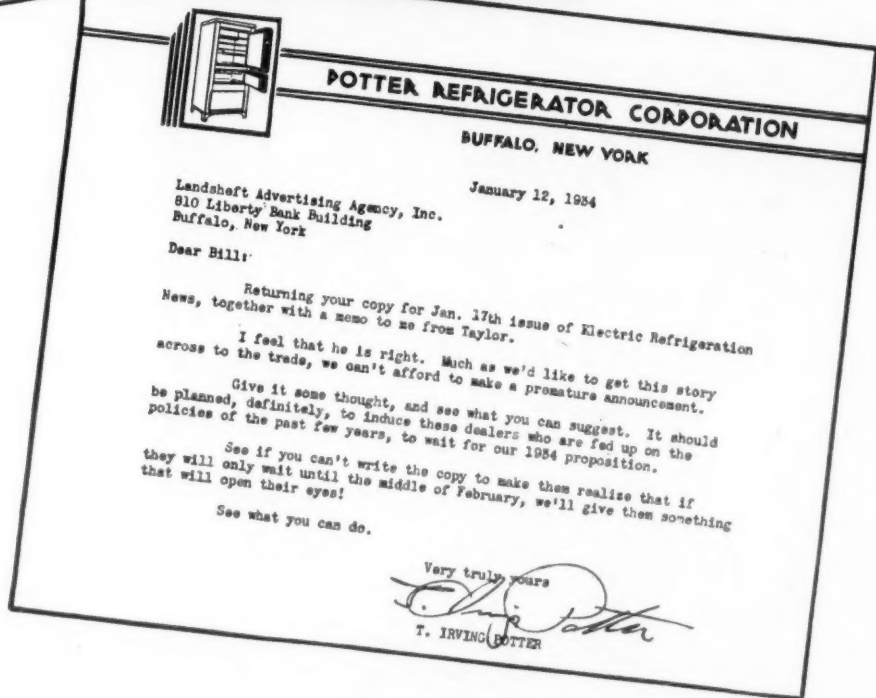 POTTER REFRIGERATOR CORPORATION
BUFFALO, NEW YORK
January 12, 1934
Landsheft Advertising Agency, Inc.
810 Liberty Bank Building
Buffalo, New York
Dear Bill:
Returning your copy for Jan. 17th issue of Electric Refrigeration
News, together with a memo to me from Taylor.
I feel that he is right. Much as we'd like to get this story
across to the trade, we can't afford to make a premature announcement.
Give it some thought, and see what you can suggest. It should
be planned, definitely, to induce these dealers who are fed up on the
policies of the past few years, to wait for our 1934 proposition.
See if you can't write the copy to make them realize that if
they will only wait until the middle of February, we'll give them something
that will open their eyes!
See what you can do.
Very truly yours
T. Irving Potter
T. IRVING POTTER